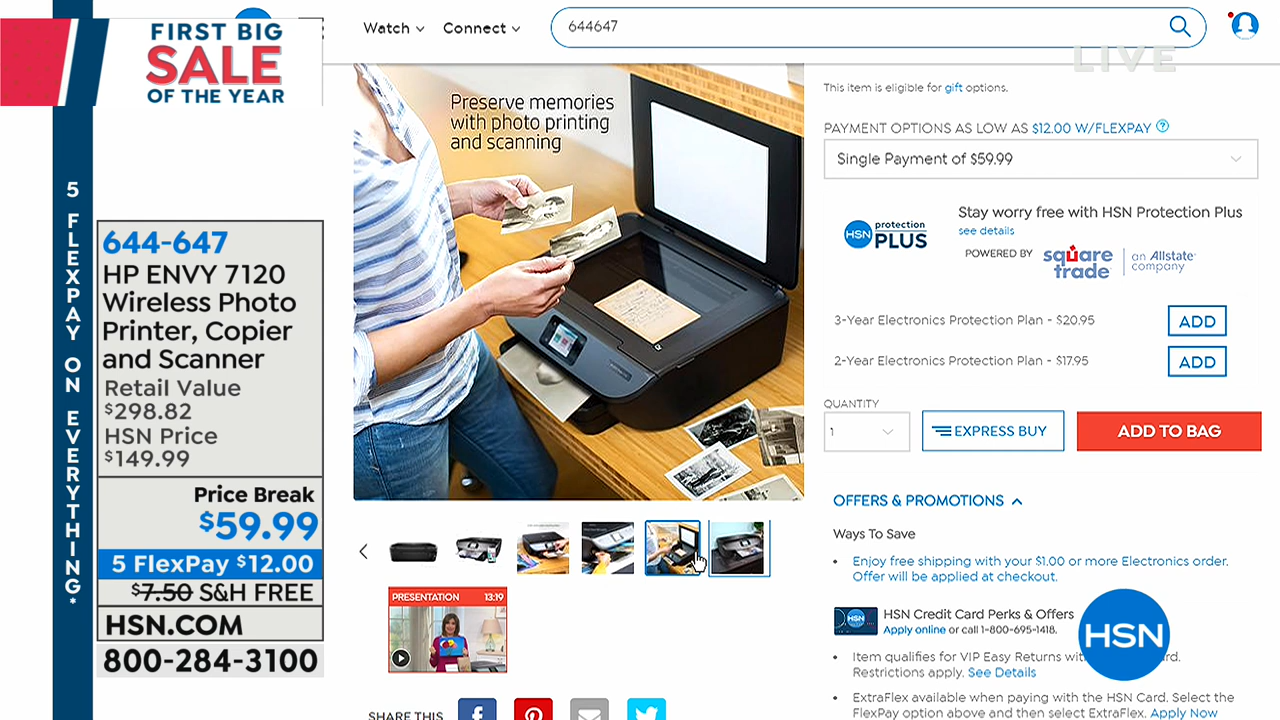 FIRST BIG
SALE
OF THE YEAR
5 FLEXPAY ON EVERYTHING*
644-647
HP ENVY 7120
Wireless Photo
Printer, Copier
and Scanner
Retail Value
$298.82
HSN Price
$149.99
Price Break
$59.99
5 FlexPay $12.00
$7.50 S&H FREE
HSN.COM
800-284-3100
Watch
Connect
644647
LIVE
Preserve memories
with photo printing
and scanning
This item is eligible for gift options.
PAYMENT OPTIONS AS LOW AS $12.00 W/FLEXPAY ?
Single Payment of $59.99
HSN protection
PLUS
Stay worry free with HSN Protection Plus
see details
POWERED BY
square
trade
an Allstate
company
3-Year Electronics Protection Plan - $20.95
ADD
2-Year Electronics Protection Plan - $17.95
ADD
QUANTITY
1
EXPRESS BUY
ADD TO BAG
OFFERS & PROMOTIONS
Ways To Save
• Enjoy free shipping with your $1.00 or more Electronics order.
Offer will be applied at checkout.
HSN Credit Card Perks & Offers
Apply online or call 1-800-695-1418.
HSN
• Item qualifies for VIP Easy Returns
Restrictions apply. See Details
• ExtraFlex available when paying with the HSN Card. Select the
FlexPay option above and then select ExtraFlex. Apply Now
PRESENTATION 13:19
SHARE THIS